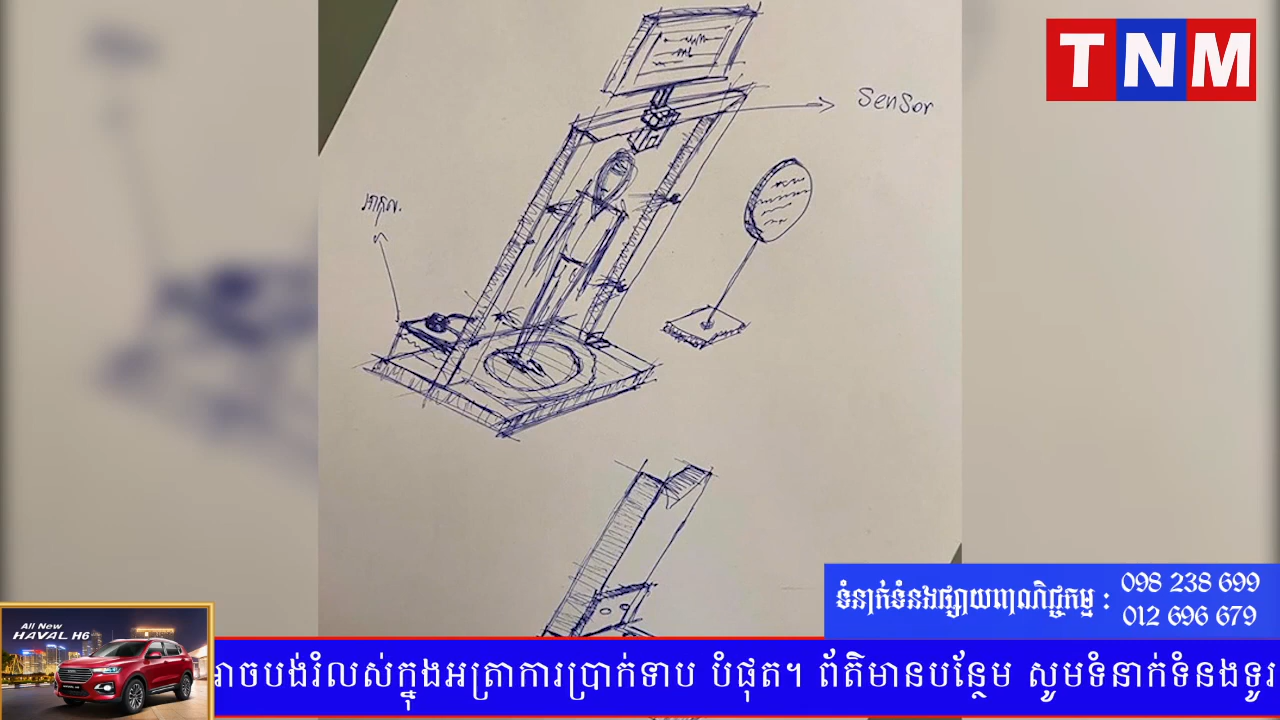 TNM
Sensor
ទំនាក់ទំនងផ្សាយពាណិជ្ជកម្ម :
098 238 699
012 696 679
All New
HAVAL H6
អាចបង់រំលស់ក្នុងអត្រាការប្រាក់ទាប បំផុត។ ព័ត៌មានបន្ថែម សូមទំនាក់ទំនងទូរ